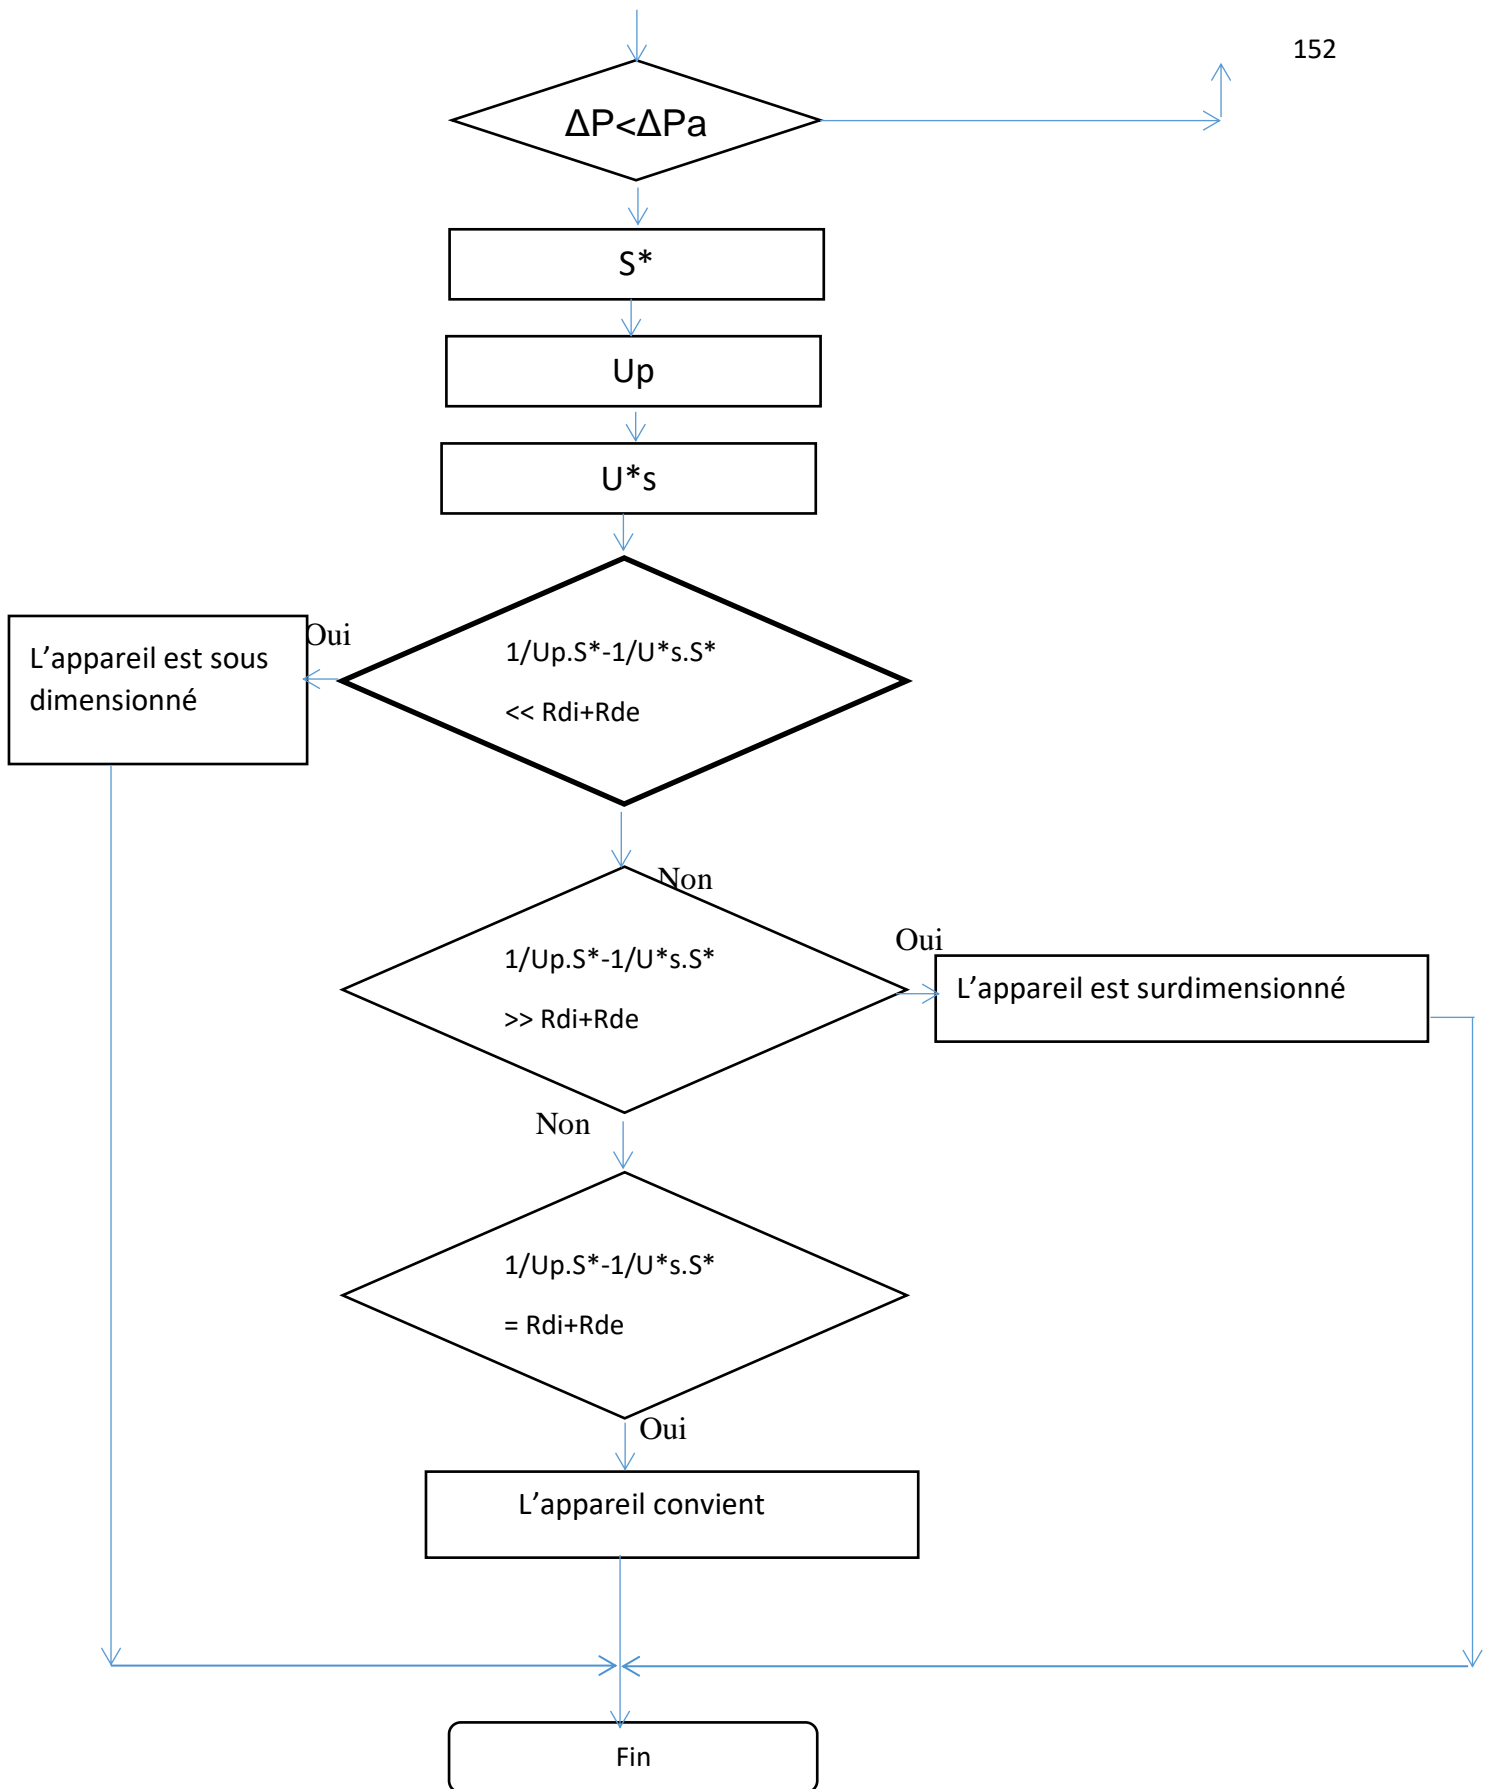 152
ΔP<ΔPa
S*
Up
U*s
Oui
L’appareil est sous
dimensionné
1/Up.S*-1/U*s.S*
<< Rdi+Rde
Non
1/Up.S*-1/U*s.S*
>> Rdi+Rde
Oui
L’appareil est surdimensionné
Non
1/Up.S*-1/U*s.S*
= Rdi+Rde
Oui
L’appareil convient
Fin